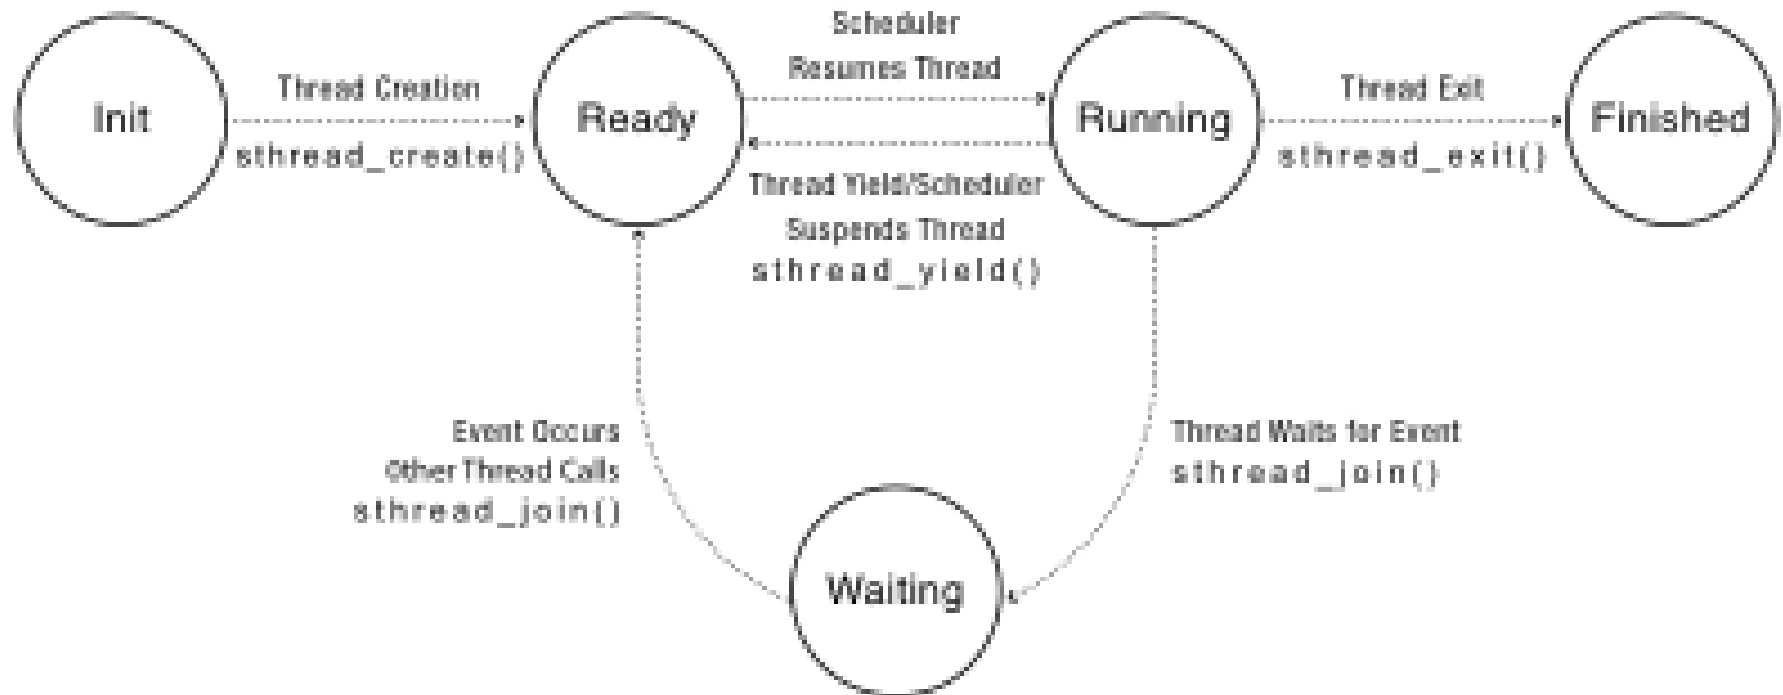 Init
Thread Creation
sthread_create()
Ready
Scheduler
Resumes Thread
Thread Yield/Scheduler
Suspends Thread
sthread_yield()
Running
Thread Exit
sthread_exit()
Finished
Event Occurs
Other Thread Calls
sthread_join()
Thread Waits for Event
sthread_join()
Waiting